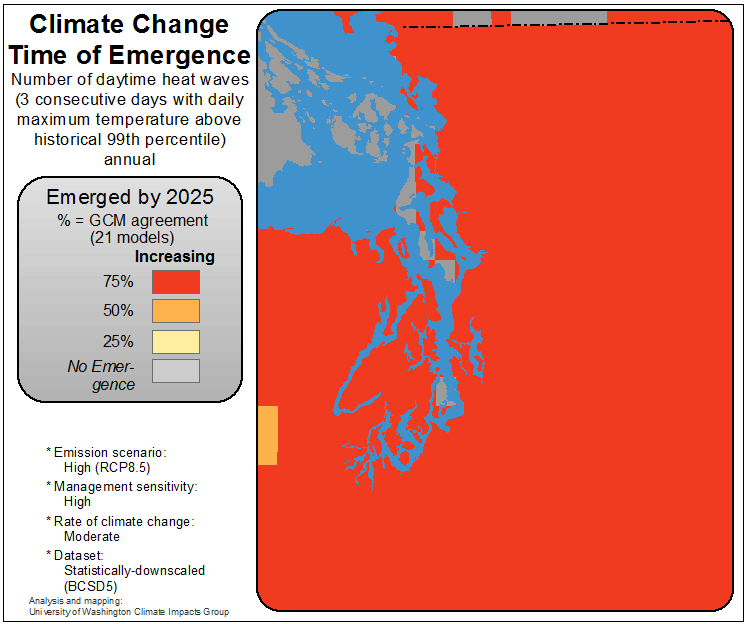 Climate Change
Time of Emergence
Number of daytime heat waves
(3 consecutive days with daily
maximum temperature above
historical 99th percentile)
annual
Emerged by 2025
% = GCM agreement
(21 models)
Increasing
75%
50%
25%
No Emer-
gence
* Emission scenario:
High (RCP8.5)
* Management sensitivity:
High
* Rate of climate change:
Moderate
* Dataset:
Statistically-downscaled
(BCSD5)
Analysis and mapping:
University of Washington Climate Impacts Group